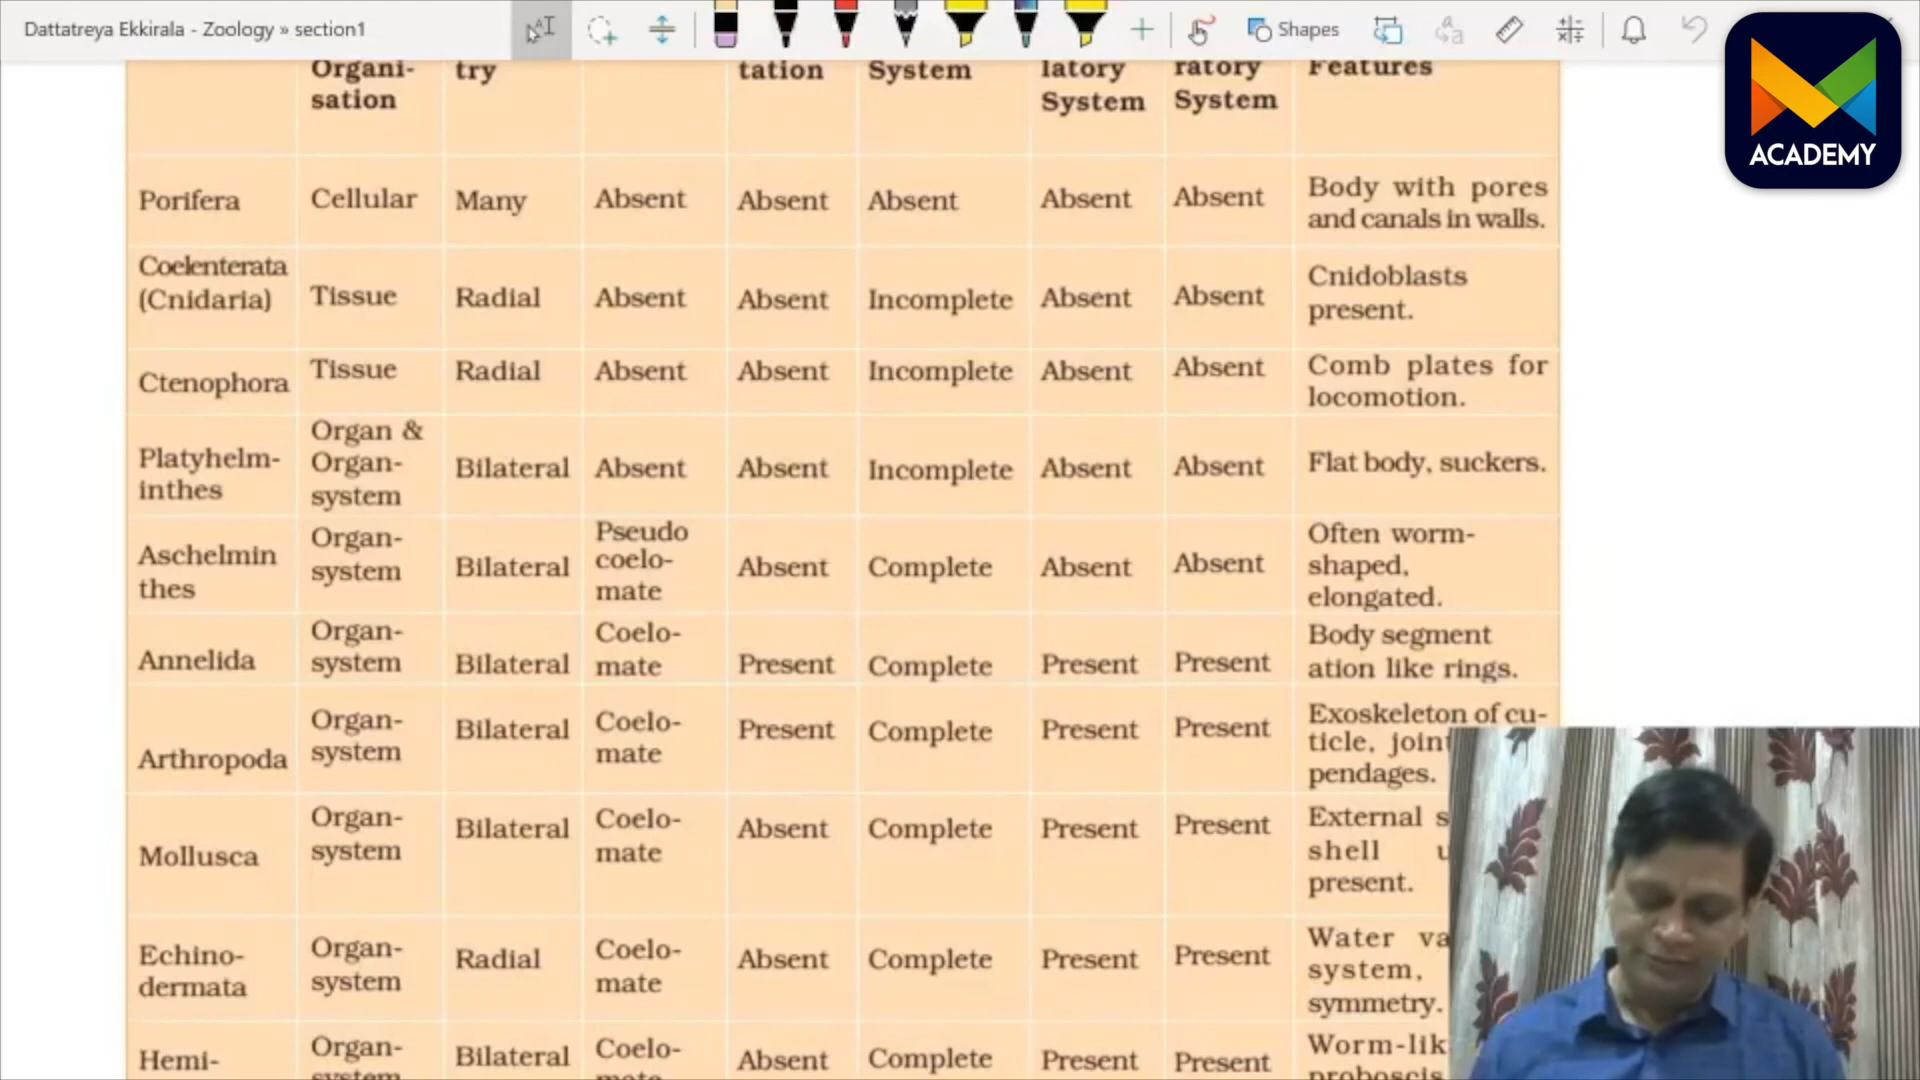 Dattatreya Ekkirala - Zoology » section1
Shapes
ACADEMY
Organi-
sation
try
tation
System
latory
System
ratory
System
Features
Porifera
Cellular
Many
Absent
Absent
Absent
Absent
Absent
Body with pores
and canals in walls.
Coelenterata
(Cnidaria)
Tissue
Radial
Absent
Absent
Incomplete
Absent
Absent
Cnidoblasts
present.
Ctenophora
Tissue
Radial
Absent
Absent
Incomplete
Absent
Absent
Comb plates for
locomotion.
Platyhelm-
inthes
Organ &
Organ-
system
Bilateral
Absent
Absent
Incomplete
Absent
Absent
Flat body, suckers.
Aschelmin
thes
Organ-
system
Bilateral
Pseudo
coelo-
mate
Absent
Complete
Absent
Absent
Often worm-
shaped,
elongated.
Annelida
Organ-
system
Bilateral
Coelo-
mate
Present
Complete
Present
Present
Body segment
ation like rings.
Arthropoda
Organ-
system
Bilateral
Coelo-
mate
Present
Complete
Present
Present
Exoskeleton of cu-
ticle,
pendages.
Mollusca
Organ-
system
Bilateral
Coelo-
mate
Absent
Complete
Present
Present
External
shell
present.
Echino-
dermata
Organ-
system
Radial
Coelo-
mate
Absent
Complete
Present
Present
Water
system,
symmetry.
Hemi-
Organ-
system
Bilateral
Coelo-
mate
Absent
Complete
Present
Present
Worm-lik
proboscis